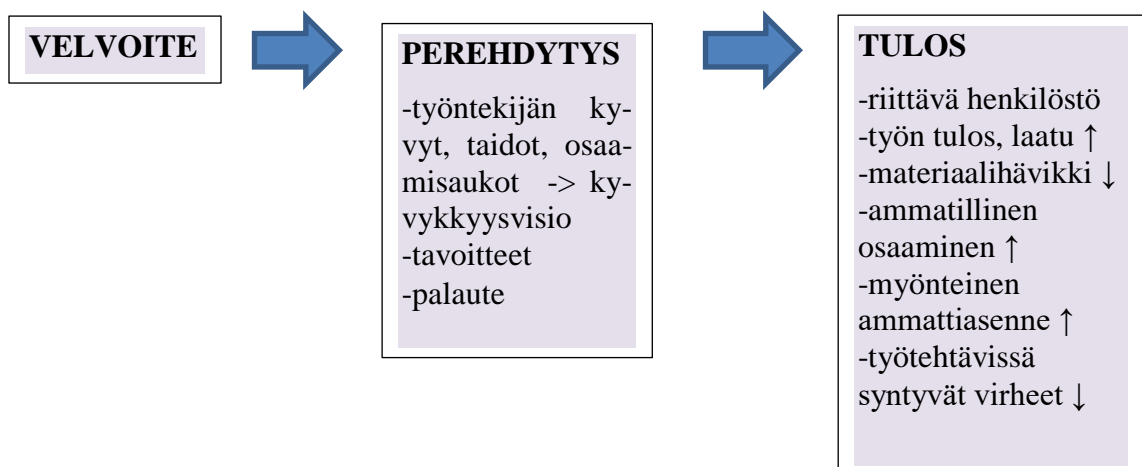 VELVOITE
PEREHDYTYS
-työntekijän ky-
vyt, taidot, osaa-
misaukot -> ky-
vykkyysvisio
-tavoitteet
-palaute
TULOS
-riittävä henkilöstö
-työn tulos, laatu ↑
-materiaalihävikki ↓
-ammatillinen
osaaminen ↑
-myönteinen
ammattiasenne ↑
-työtehtävissä
syntyvät virheet ↓